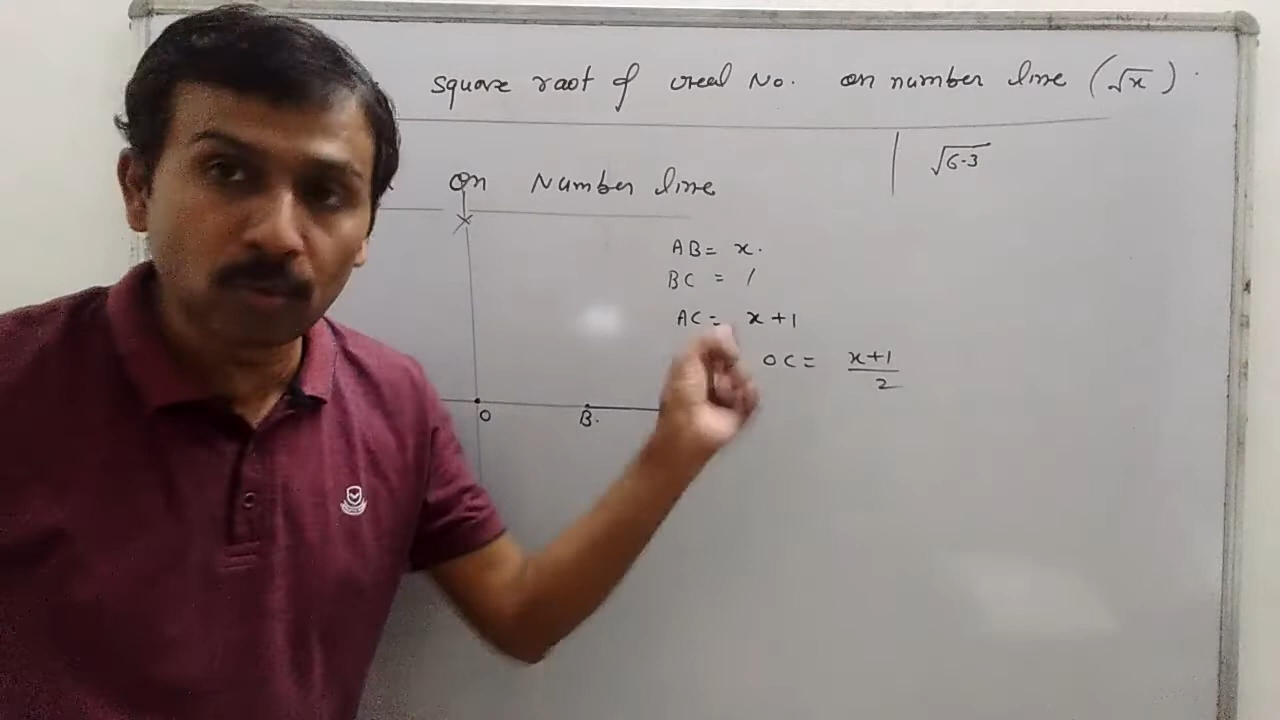 square root of real No. on number line (√x).
√6.3
On Number line
AB = x.
BC = 1
AC = x+1
OC = x+1/2
O B.